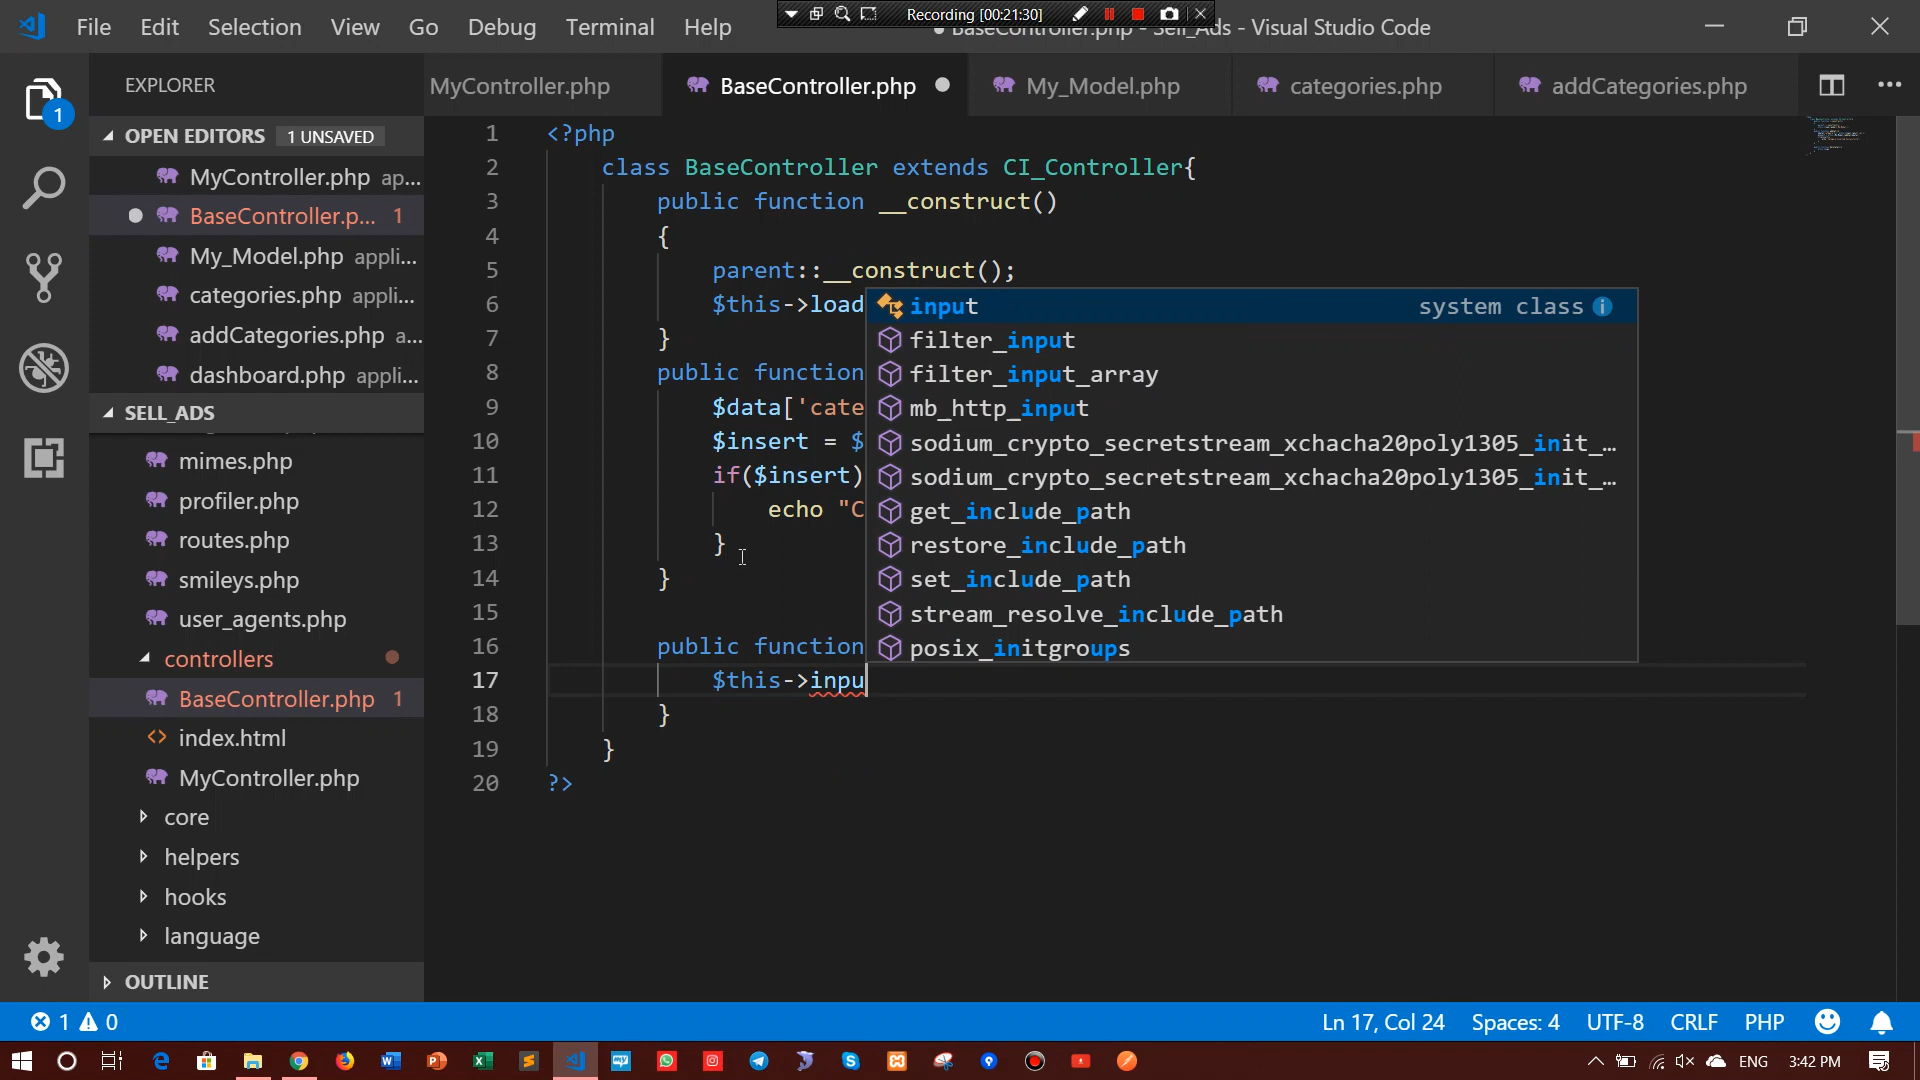 File Edit Selection View Go Debug Terminal Help
Recording [00:21:30]
BaseController.php - Sell_Ads - Visual Studio Code
EXPLORER
MyController.php
BaseController.php
My_Model.php
categories.php
addCategories.php
OPEN EDITORS 1 UNSAVED
MyController.php ap...
BaseController.p... 1
My_Model.php appli...
categories.php appli...
addCategories.php a...
dashboard.php appli...
SELL_ADS
mimes.php
profiler.php
routes.php
smileys.php
user_agents.php
controllers
BaseController.php 1
index.html
MyController.php
core
helpers
hooks
language
OUTLINE
1
1 <?php
2 class BaseController extends CI_Controller{
3 public function __construct()
4 {
5 parent::__construct();
6 $this->load
7 }
8 public function
9 $data['cate
10 $insert = $
11 if($insert)
12 echo "C
13 }
14 }
15
16 public function
17 $this->inpu
18 }
19 }
20 ?>
input system class
filter_input
filter_input_array
mb_http_input
sodium_crypto_secretstream_xchacha20poly1305_init_…
sodium_crypto_secretstream_xchacha20poly1305_init_…
get_include_path
restore_include_path
set_include_path
stream_resolve_include_path
posix_initgroups
1 0
Ln 17, Col 24 Spaces: 4 UTF-8 CRLF PHP
ENG 3:42 PM